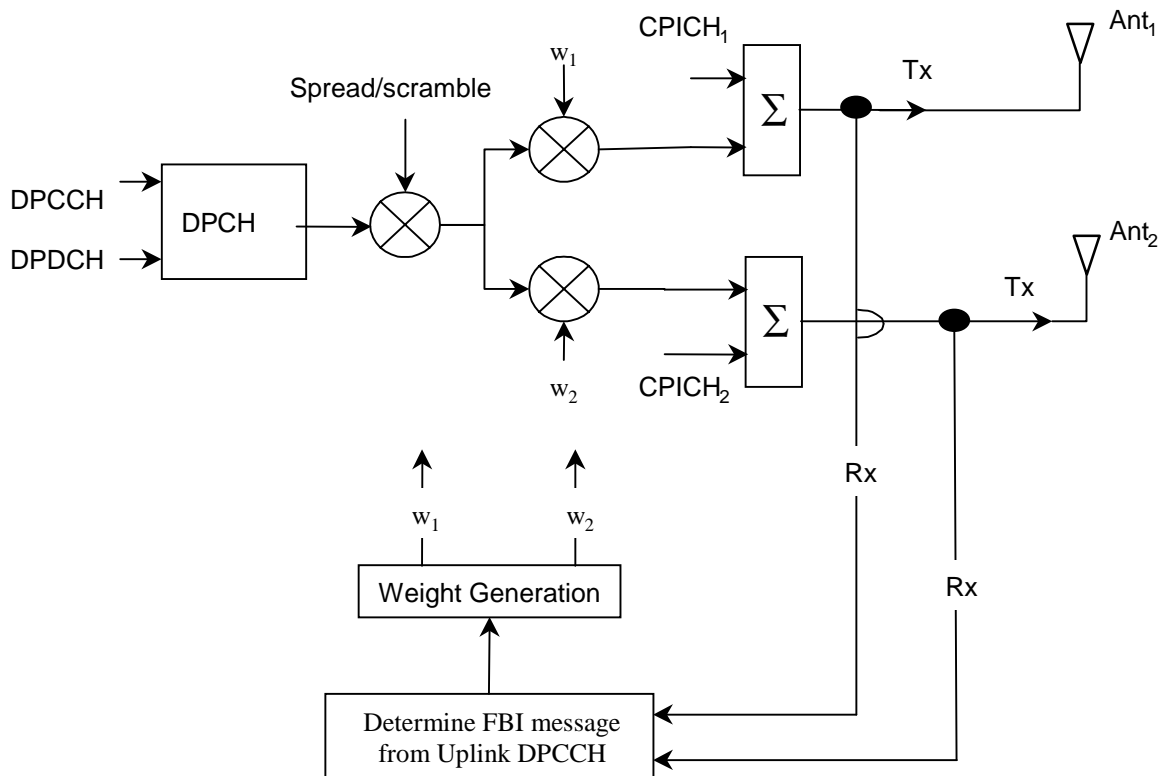 CPICH₁
Ant₁
w₁
Tx
Spread/scramble
Σ
DPCCH
DPCH
DPDCH
Ant₂
Tx
Σ
w₂
CPICH₂
Rx
w₁
w₂
Rx
Weight Generation
Determine FBI message
from Uplink DPCCH